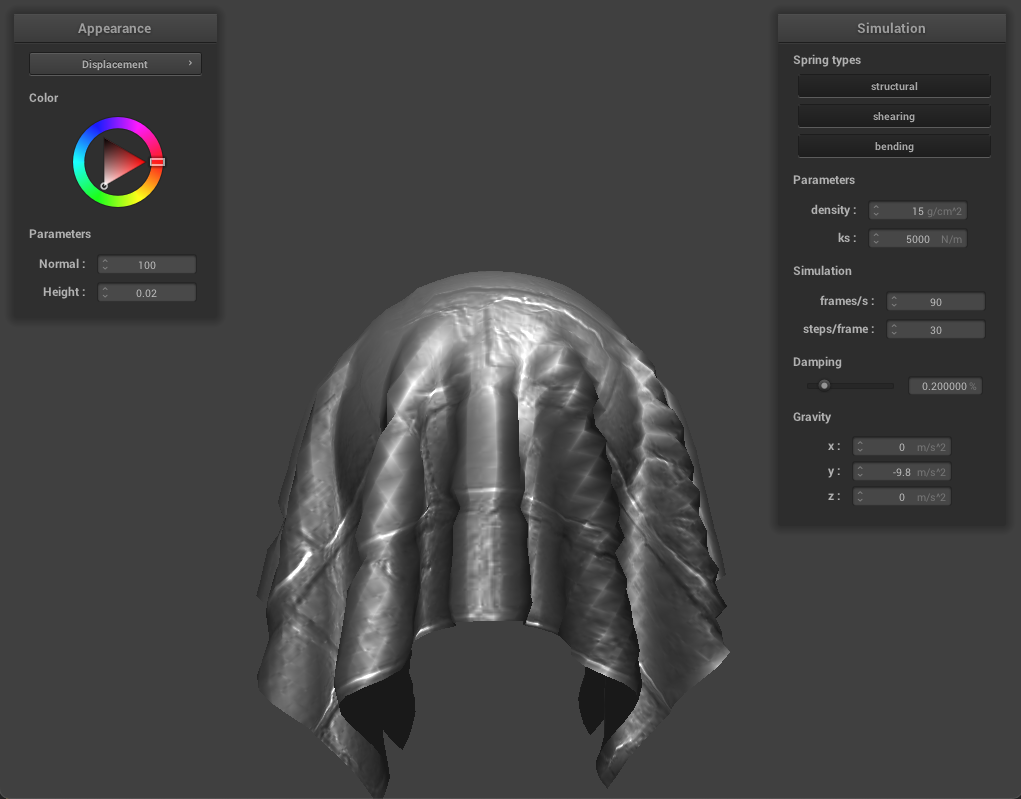 Appearance
Displacement ›
Color
Parameters
Normal : 100
Height : 0.02
Simulation
Spring types
structural
shearing
bending
Parameters
density : 15 g/cm^2
ks : 5000 N/m
Simulation
frames/s : 90
steps/frame : 30
Damping
0.200000 %
Gravity
x : 0 m/s^2
y : -9.8 m/s^2
z : 0 m/s^2